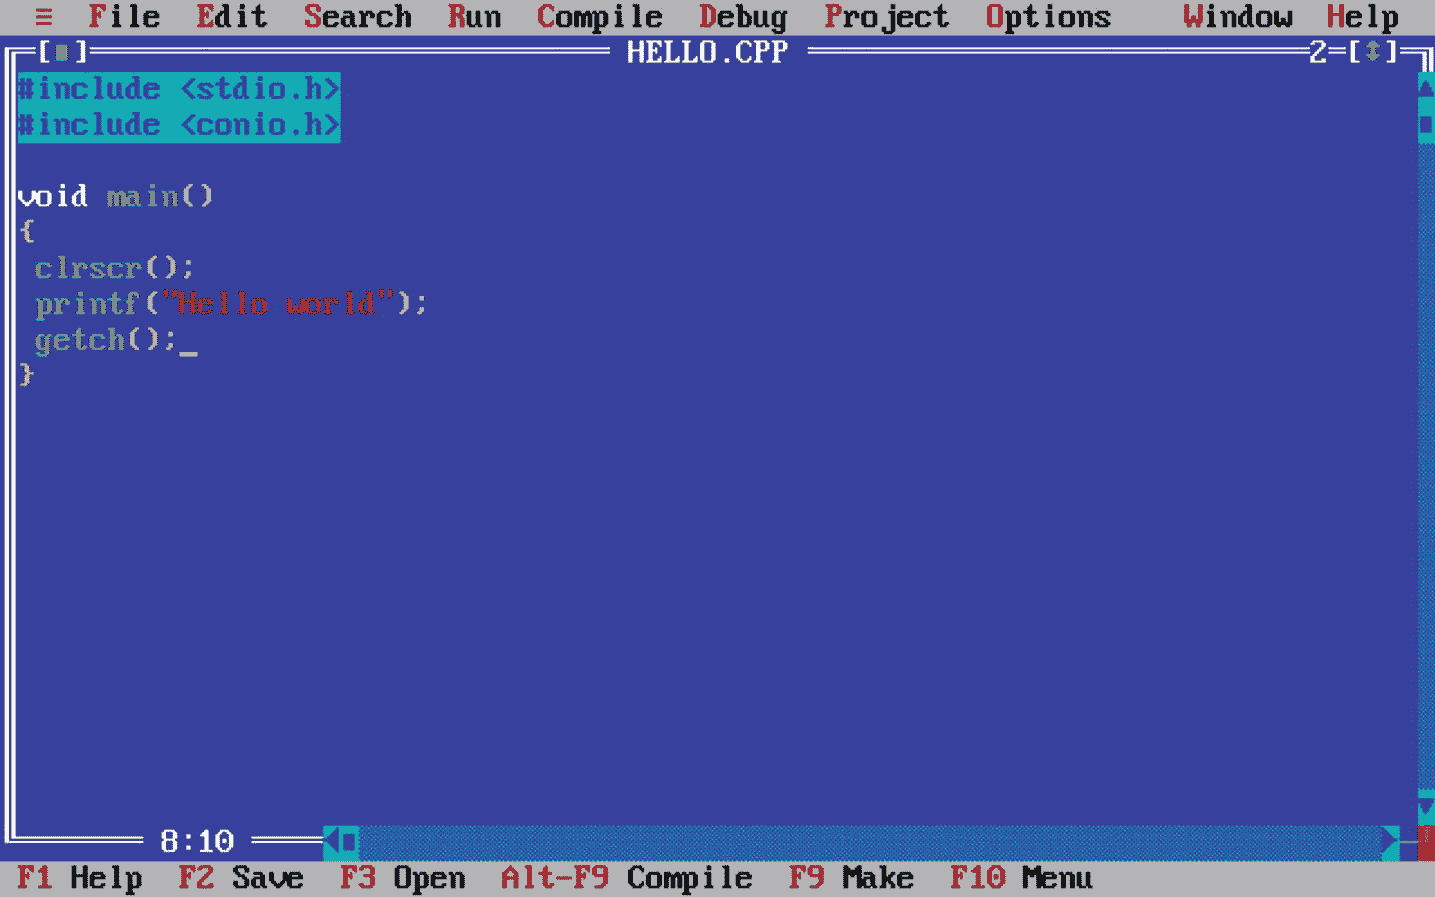 ≡ File Edit Search Run Compile Debug Project Options Window Help
[■] HELLO.CPP 2=[↕]
#include <stdio.h>
#include <conio.h>
void main()
{
clrscr();
printf("Hello world");
getch();_
}
8:10
F1 Help F2 Save F3 Open Alt-F9 Compile F9 Make F10 Menu